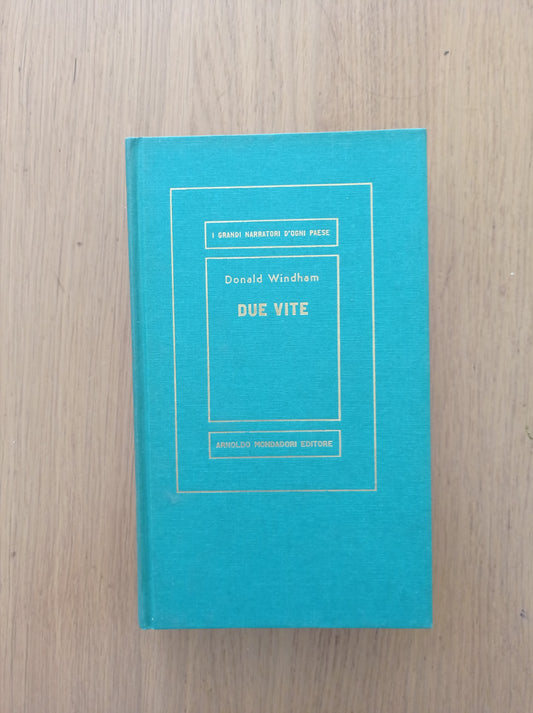 I GRANDI NARRATORI D'OGNI PAESE
Donald Windham
DUE VITE
ARNOLDO MONDADORI EDITORE